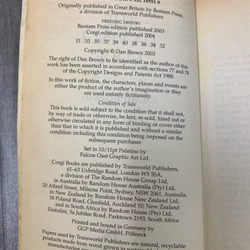 Originally published in Great Britain by Bantam Press,
a division of Transworld Publishers
PRINTING HISTORY
Bantam Press edition published 2003
Corgi edition published 2004
31 33 35 37 39 40 38 36 34 32
Copyright © Dan Brown 2003
The right of Dan Brown to be identified as the author of this
work has been asserted in accordance with sections 77 and 78
of the Copyright Designs and Patents Act 1988.
In this work of fiction, the characters, places and events are
either the product of the author's imagination or they are
used entirely fictitiously.
Condition of Sale
This book is sold subject to the condition that it shall not,
by way of trade or otherwise, be lent, re-sold, hired out or
otherwise circulated in any form of binding or cover other
than that in which it is published and without a similar
condition including this condition being imposed on the
subsequent purchaser.
Set in 10/11pt Palatino by
Falcon Oast Graphic Art Ltd.
Corgi Books are published by Transworld Publishers,
61–63 Uxbridge Road, London W5 5SA,
a division of The Random House Group Ltd,
in Australia by Random House Australia (Pty) Ltd,
20 Alfred Street, Milsons Point, Sydney, NSW 2061, Australia,
in New Zealand by Random House New Zealand Ltd,
18 Poland Road, Glenfield, Auckland 10, New Zealand
and in South Africa by Random House (Pty) Ltd,
Endulini, 5a Jubilee Road, Parktown 2193, South Africa.
Printed and bound in Germany by
GGP Media GmbH, Pößneck
Papers used by Transworld Publishers are natural, recyclable
products made from wood grown in